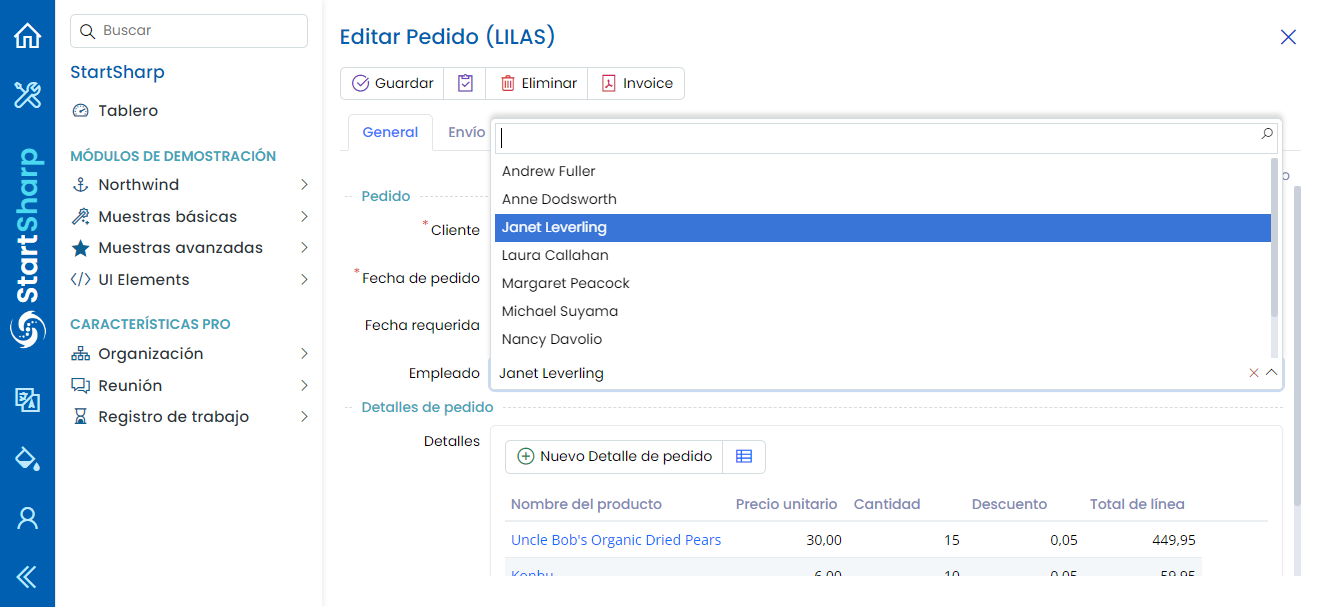 StartSharp
Buscar
StartSharp
Tablero
MÓDULOS DE DEMOSTRACIÓN
Northwind
Muestras básicas
Muestras avanzadas
UI Elements
CARACTERÍSTICAS PRO
Organización
Reunión
Registro de trabajo
Editar Pedido (LILAS)
Guardar
Eliminar
Invoice
General
Envío
Pedido
*Cliente
*Fecha de pedido
Fecha requerida
Andrew Fuller
Anne Dodsworth
Janet Leverling
Laura Callahan
Margaret Peacock
Michael Suyama
Nancy Davolio
Empleado
Janet Leverling
Detalles de pedido
Detalles
Nuevo Detalle de pedido
Nombre del producto Precio unitario Cantidad Descuento Total de línea
Uncle Bob's Organic Dried Pears 30,00 15 0,05 449,95
Konbu 6,00 10 0,05 59,95